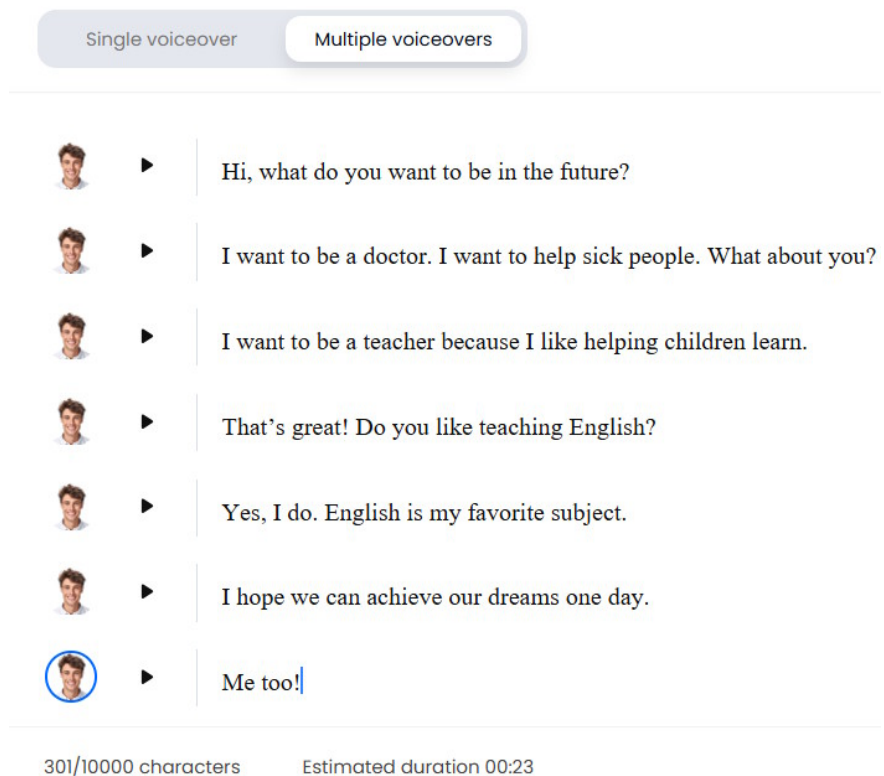 Single voiceover
Multiple voiceovers
Hi, what do you want to be in the future?
I want to be a doctor. I want to help sick people. What about you?
I want to be a teacher because I like helping children learn.
That’s great! Do you like teaching English?
Yes, I do. English is my favorite subject.
I hope we can achieve our dreams one day.
Me too!
301/10000 characters
Estimated duration 00:23